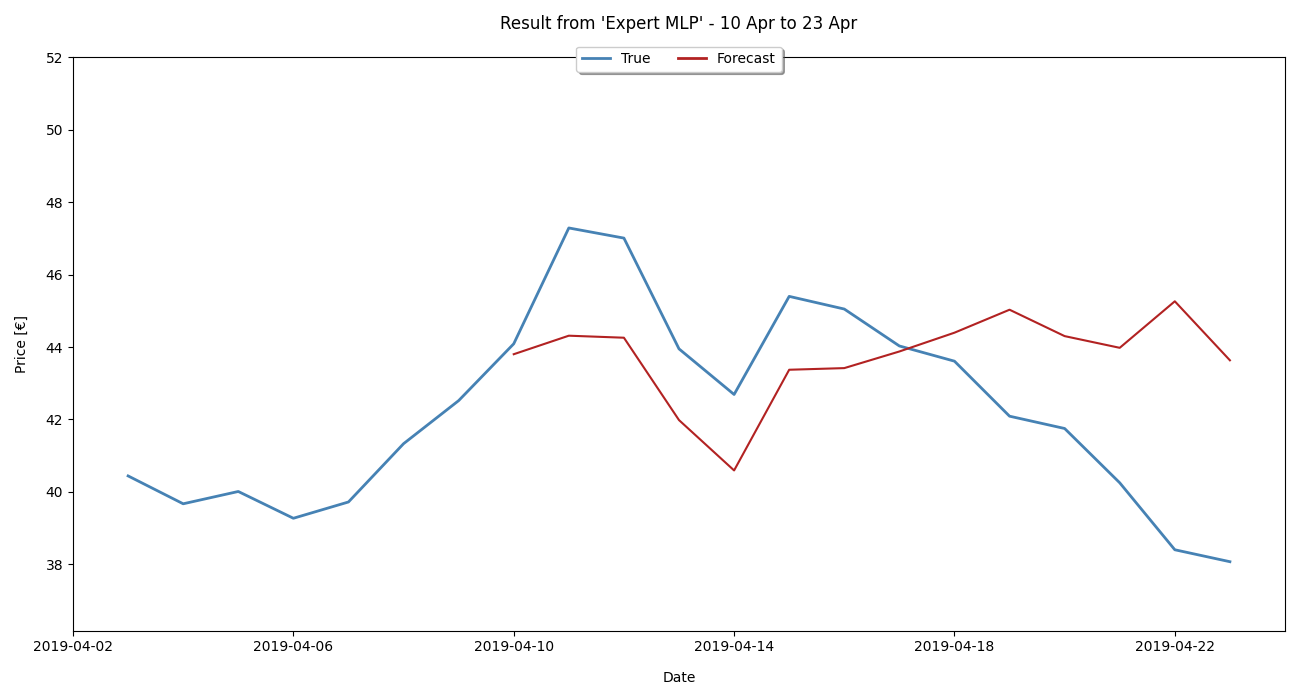 Result from 'Expert MLP' - 10 Apr to 23 Apr
True Forecast
52
50
48
46
44
42
40
38
Price [€]
2019-04-02 2019-04-06 2019-04-10 2019-04-14 2019-04-18 2019-04-22
Date